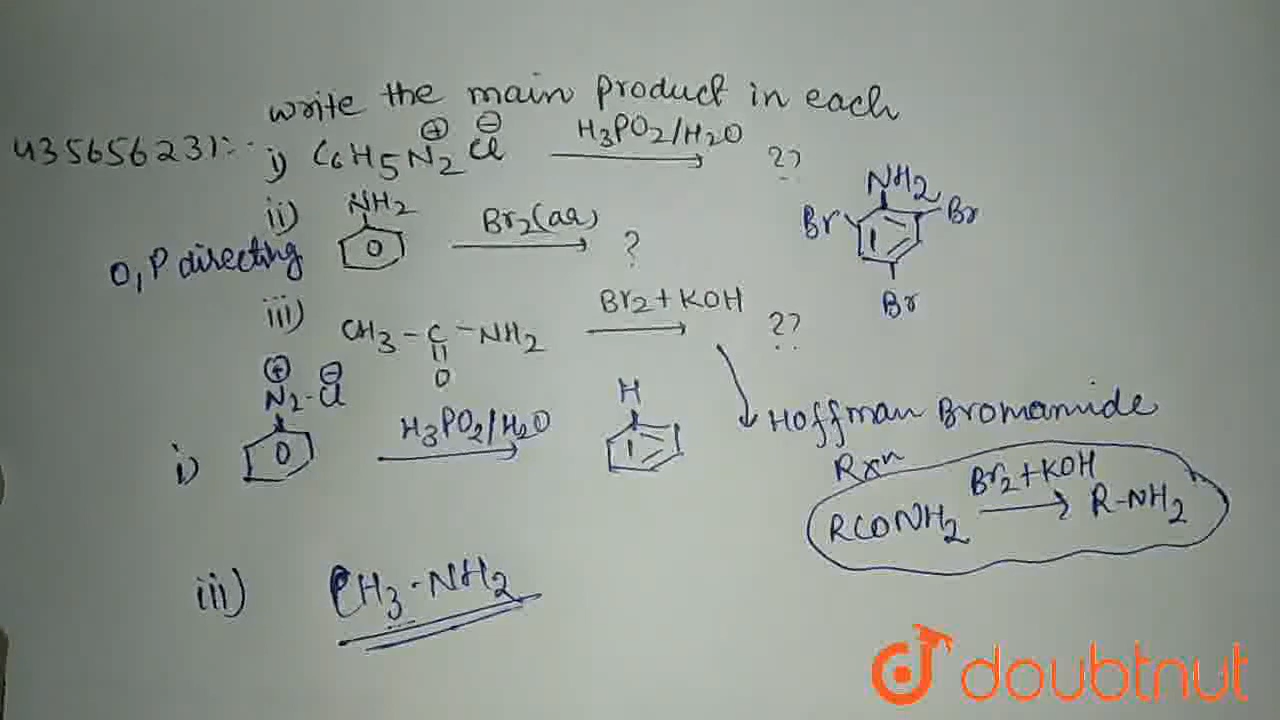 write the main product in each
435656231:-
i) C6H5N2⊕ Cl⊖ H3PO2/H2O ??
ii) NH2 Br2(aq) ?
O, P directing
NH2
Br Br
Br
iii) CH3-C-NH2 Br2+KOH ??
O
Hoffman Bromamide
Rxn
RCONH2 Br2+KOH R-NH2
i) N2⊕-Cl⊖ H3PO2/H2O H
iii) CH3-NH2
doubtnut